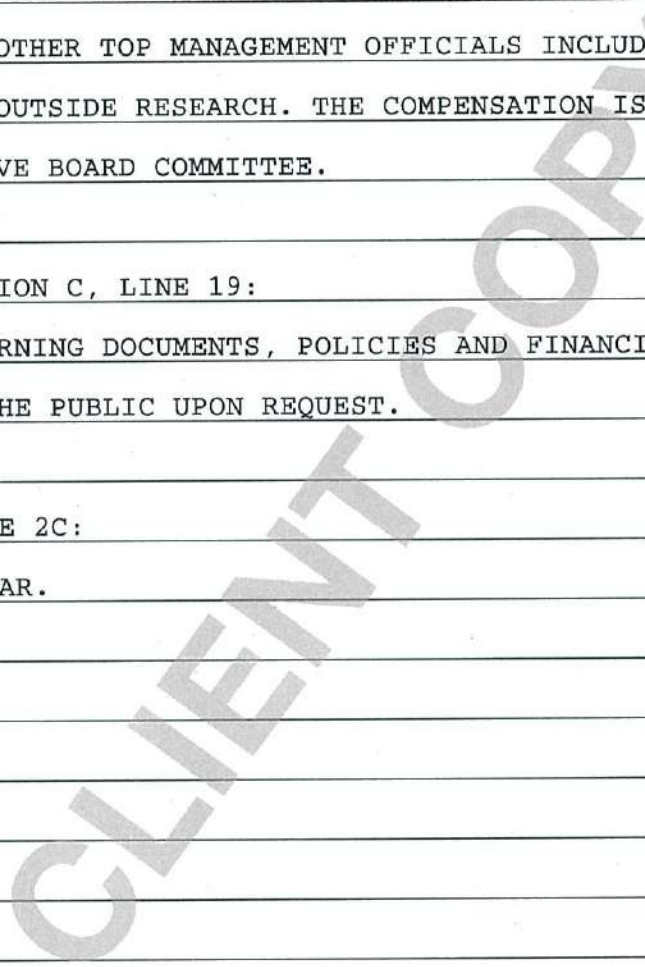 OTHER TOP MANAGEMENT OFFICIALS INCLUD
OUTSIDE RESEARCH. THE COMPENSATION IS
VE BOARD COMMITTEE.
ION C, LINE 19:
RNING DOCUMENTS, POLICIES AND FINANCI
HE PUBLIC UPON REQUEST.
E 2C:
AR.
CLIENT COPY